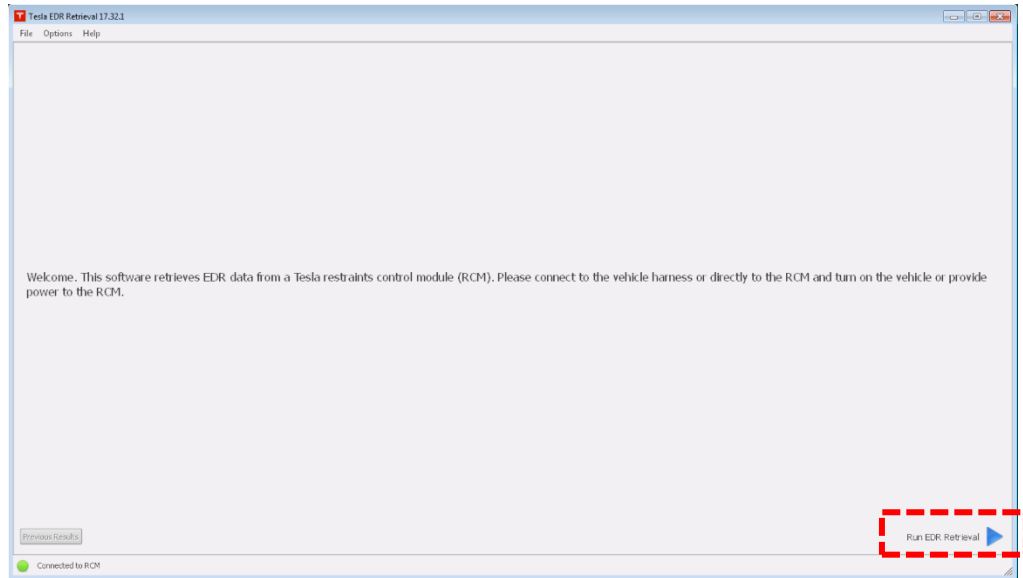 Tesla EDR Retrieval 17.32.1
File Options Help
Welcome. This software retrieves EDR data from a Tesla restraints control module (RCM). Please connect to the vehicle harness or directly to the RCM and turn on the vehicle or provide
power to the RCM.
Previous Results
Run EDR Retrieval
Connected to RCM